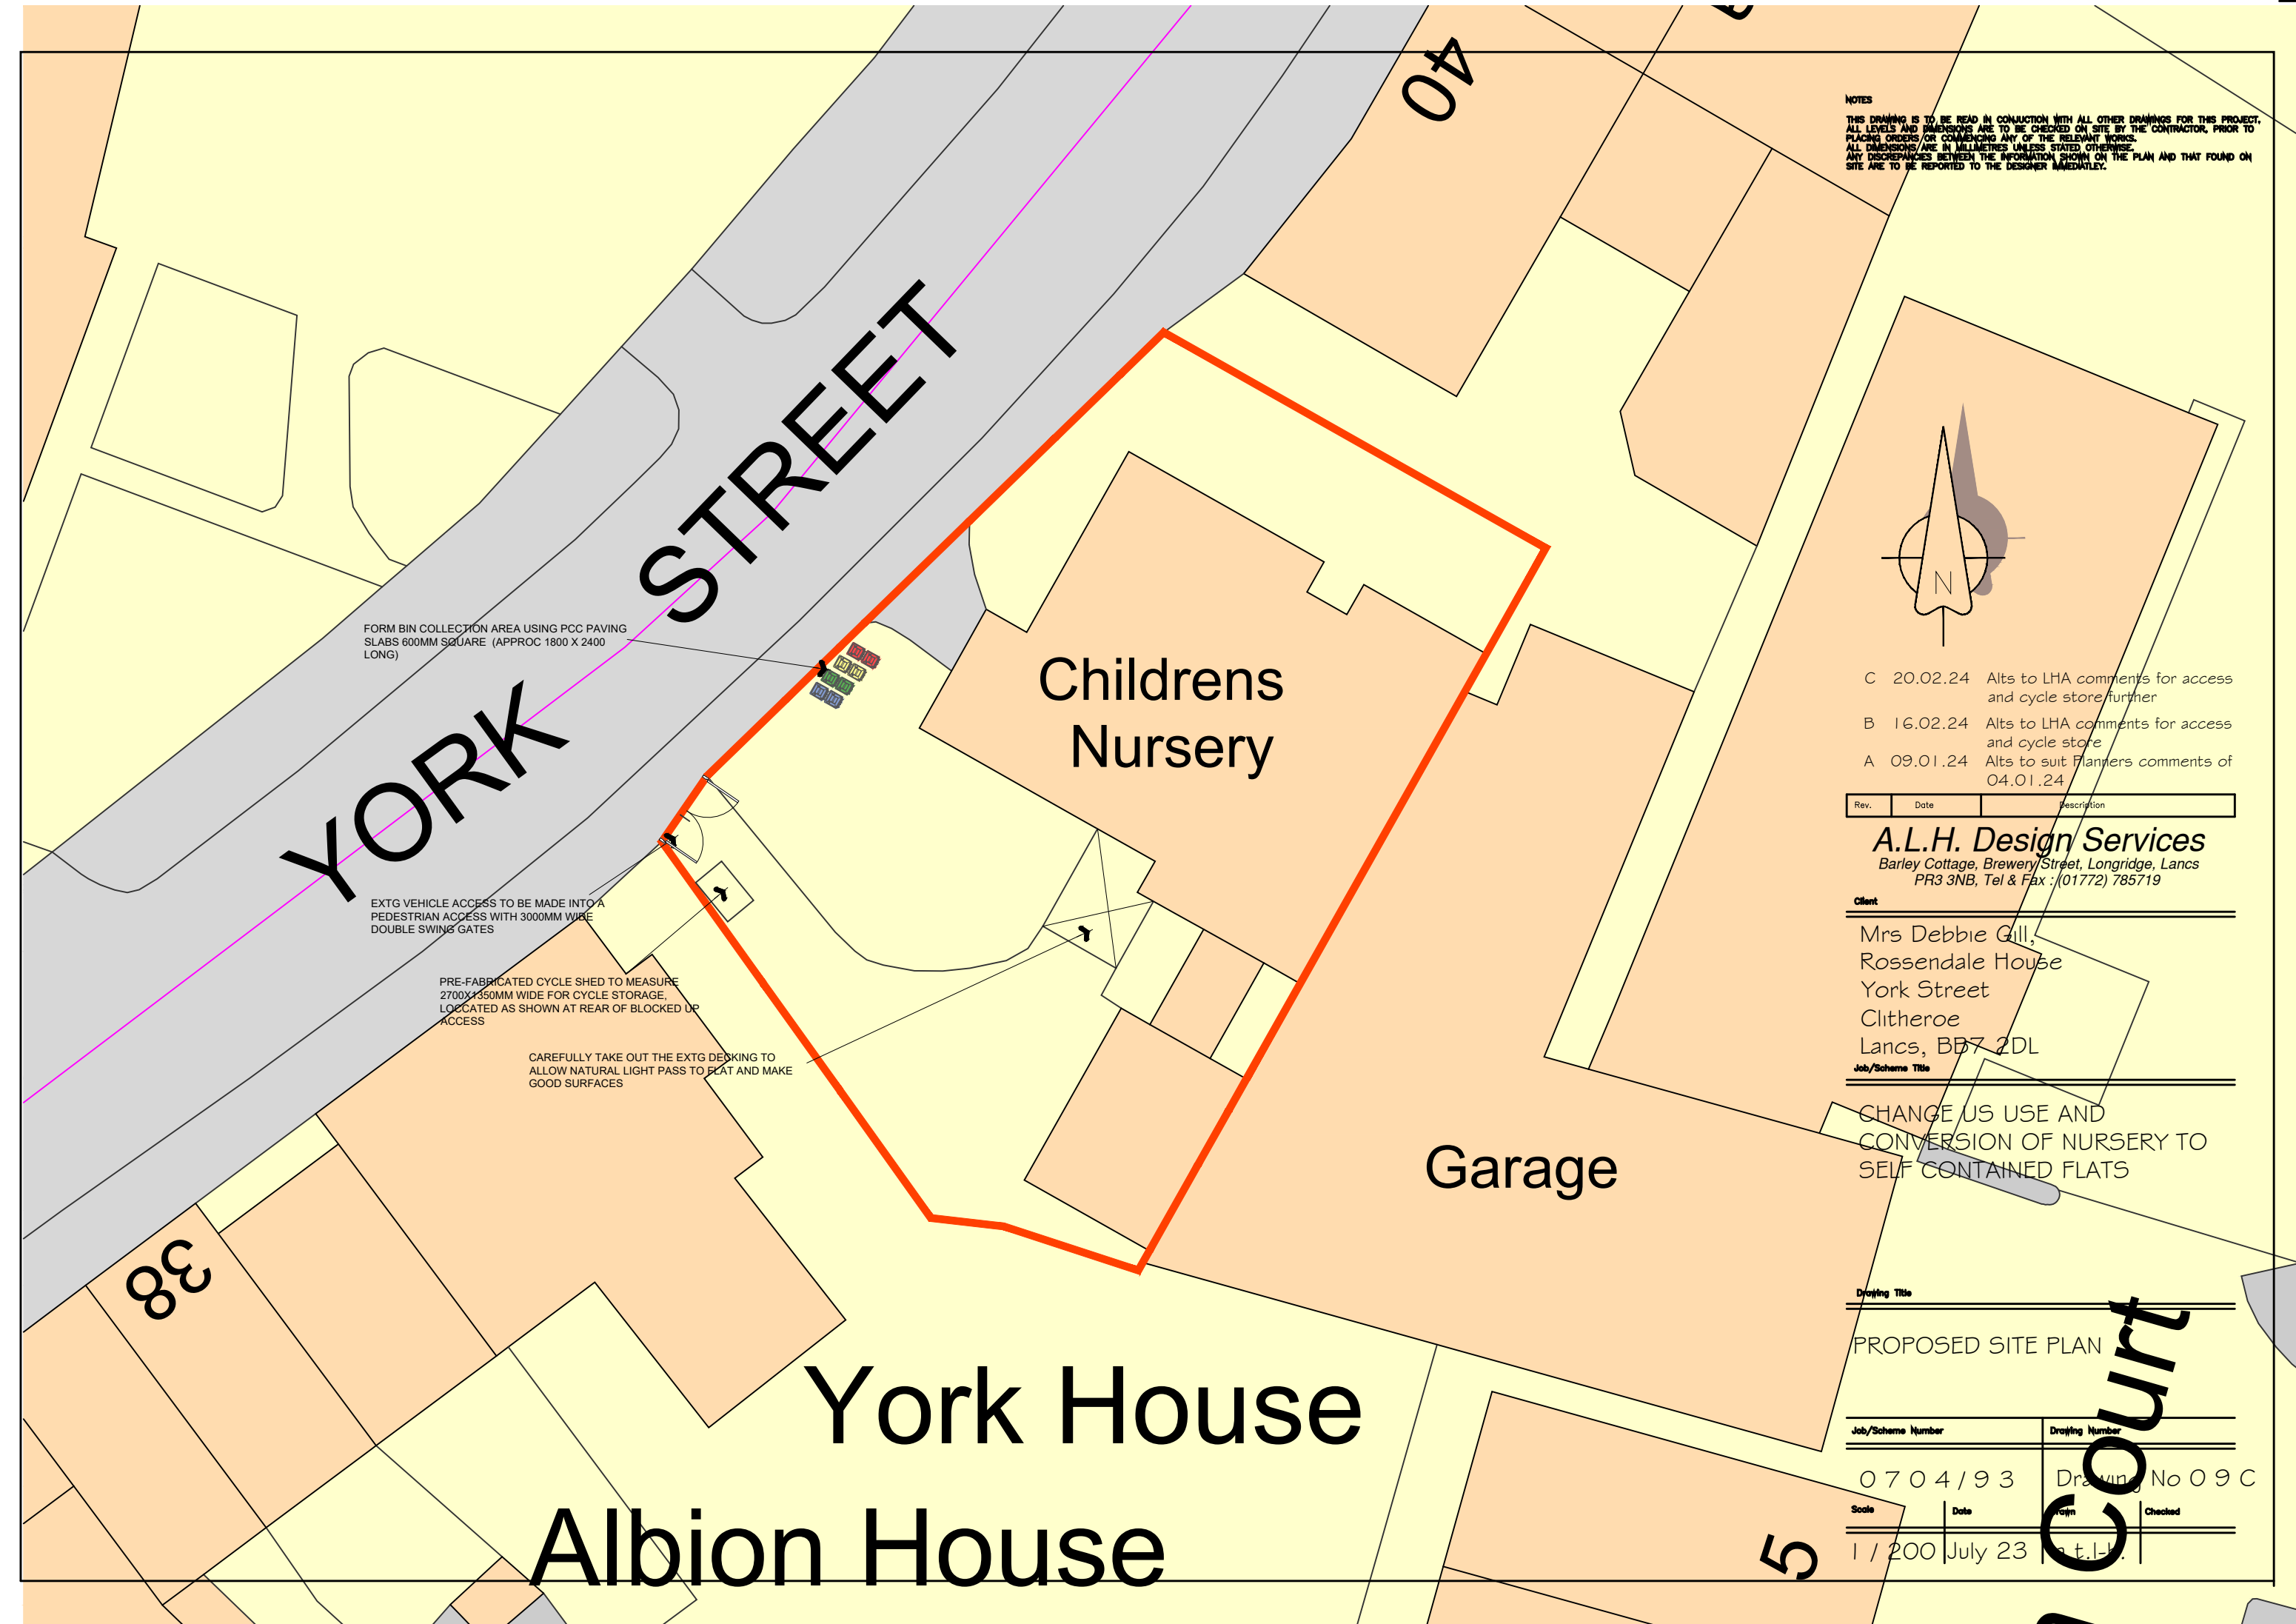 40
NOTES
THIS DRAWING IS TO BE READ IN CONJUCTION WITH ALL OTHER DRAWINGS FOR THIS PROJECT.
ALL LEVELS AND DIMENSIONS ARE TO BE CHECKED ON SITE BY THE CONTRACTOR, PRIOR TO
PLACING ORDERS OR COMMENCING ANY OF THE RELEVANT WORKS.
ALL DIMENSIONS ARE IN MILLIMETRES UNLESS STATED OTHERWISE.
ANY DISCREPANCIES BETWEEN THE INFORMATION SHOWN ON THE PLAN AND THAT FOUND ON
SITE ARE TO BE REPORTED TO THE DESIGNER IMMEDIATLEY.
YORK STREET
N
FORM BIN COLLECTION AREA USING PCC PAVING
SLABS 600MM SQUARE (APPROC 1800 X 2400
LONG)
Childrens
Nursery
EXTG VEHICLE ACCESS TO BE MADE INTO A
PEDESTRIAN ACCESS WITH 3000MM WIDE
DOUBLE SWING GATES
PRE-FABRICATED CYCLE SHED TO MEASURE
2700X1350MM WIDE FOR CYCLE STORAGE,
LOCCATED AS SHOWN AT REAR OF BLOCKED UP
ACCESS
CAREFULLY TAKE OUT THE EXTG DECKING TO
ALLOW NATURAL LIGHT PASS TO FLAT AND MAKE
GOOD SURFACES
Garage
38
York House
Albion House
5
Court
C 20.02.24 Alts to LHA comments for access
and cycle store further
B 16.02.24 Alts to LHA comments for access
and cycle store
A 09.01.24 Alts to suit Planners comments of
04.01.24
Rev. Date Description
A.L.H. Design Services
Barley Cottage, Brewery Street, Longridge, Lancs
PR3 3NB, Tel & Fax : (01772) 785719
Client
Mrs Debbie Gill,
Rossendale House
York Street
Clitheroe
Lancs, BB7 2DL
Job/Scheme Title
CHANGE US USE AND
CONVERSION OF NURSERY TO
SELF CONTAINED FLATS
Drawing Title
PROPOSED SITE PLAN
Job/Scheme Number Drawing Number
0704/93 Drawing No 09C
Scale Date Drawn Checked
1/200 July 23